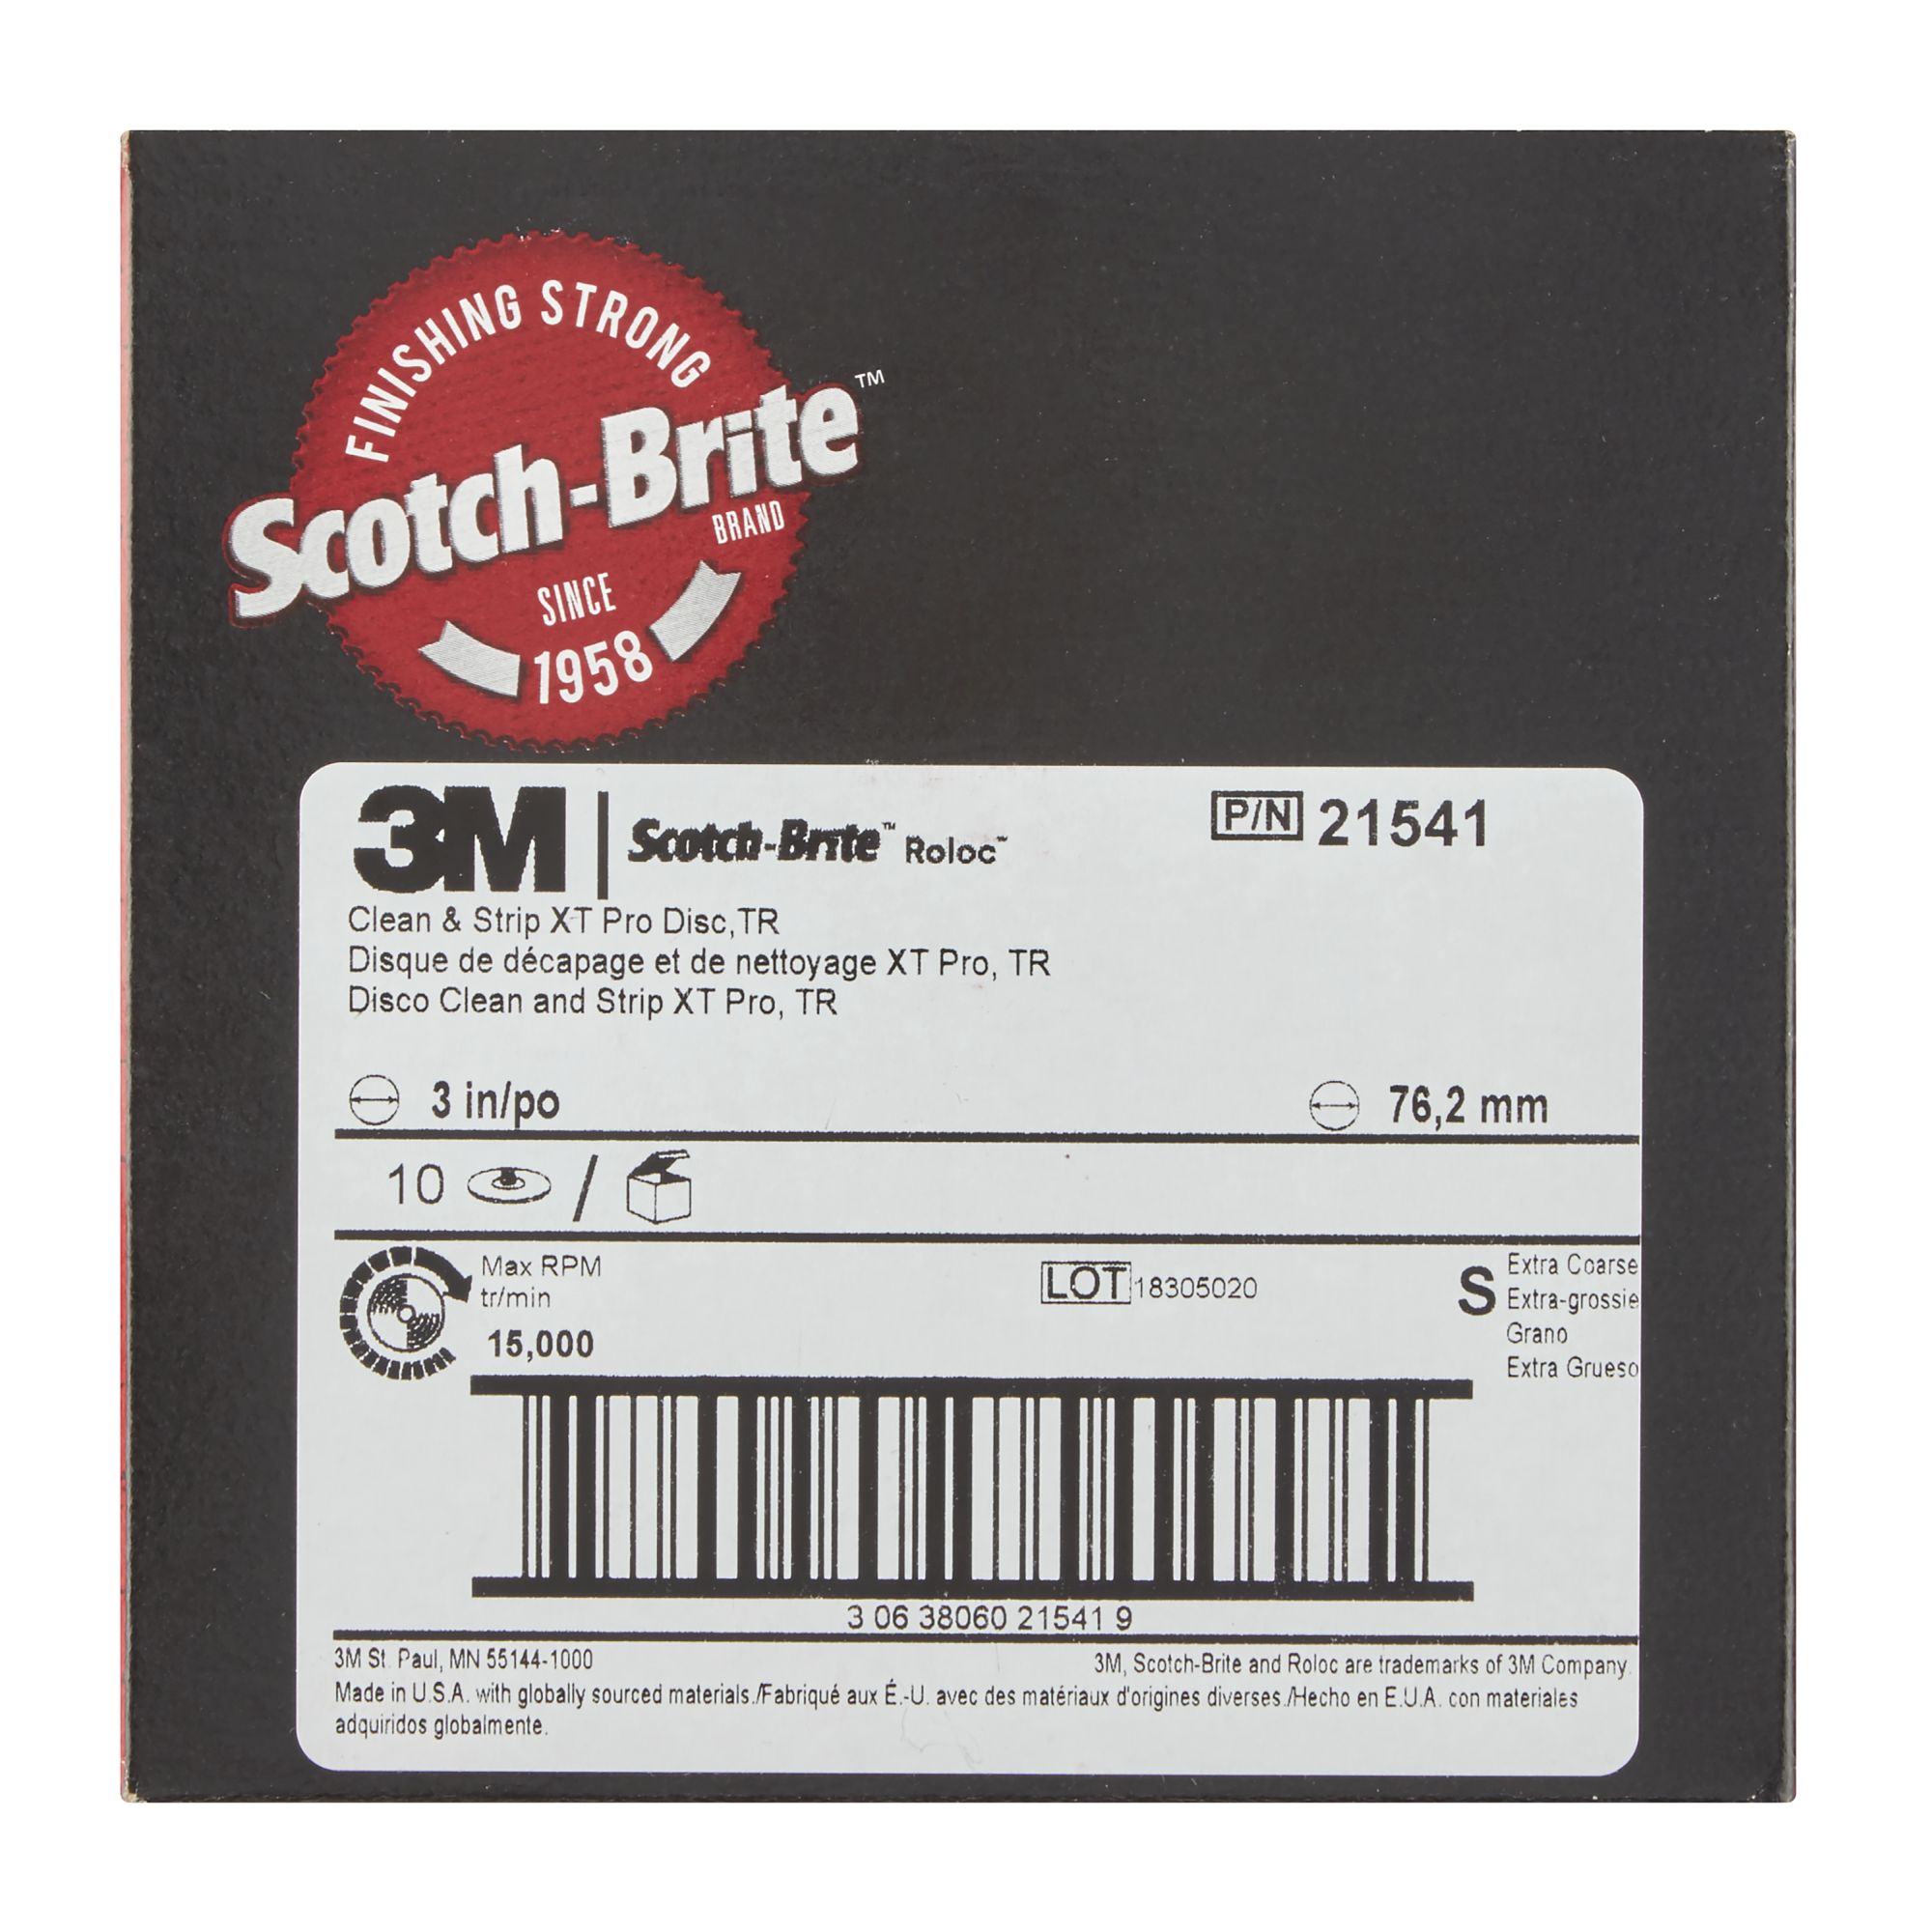 FINISHING STRONG
Scotch-Brite™
BRAND
SINCE
1958
3M | Scotch-Brite™ Roloc™
P/N 21541
Clean & Strip XT Pro Disc,TR
Disque de décapage et de nettoyage XT Pro, TR
Disco Clean and Strip XT Pro, TR
3 in/po
76,2 mm
10 /
Max RPM
tr/min
15,000
LOT 18305020
S
Extra Coarse
Extra-grossie
Grano
Extra Grueso
3 06 38060 21541 9
3M St. Paul, MN 55144-1000
3M, Scotch-Brite and Roloc are trademarks of 3M Company.
Made in U.S.A. with globally sourced materials./Fabriqué aux É.-U. avec des matériaux d'origines diverses./Hecho en E.U.A. con materiales
adquiridos globalmente.